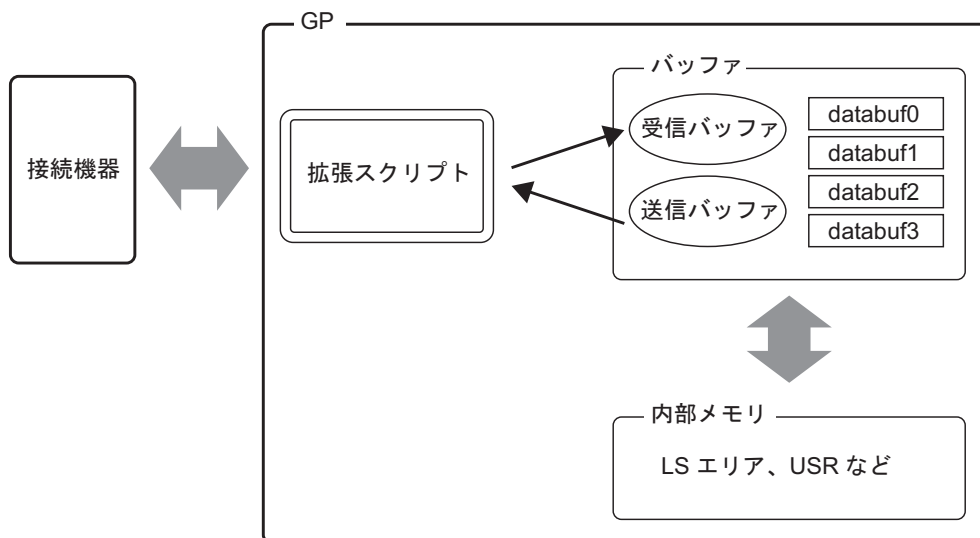 GP
接続機器
拡張スクリプト
バッファ
受信バッファ
送信バッファ
databuf0
databuf1
databuf2
databuf3
内部メモリ
LS エリア、USR など